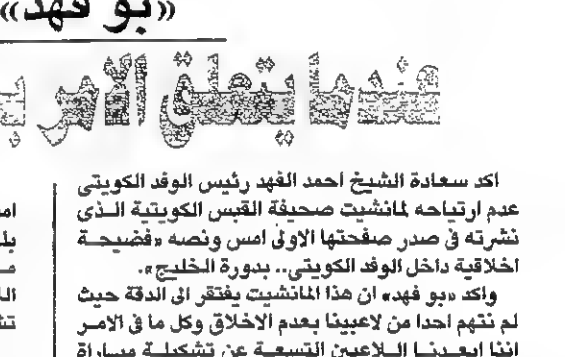 «بو فهد»
عندما يتعلق الامر
اكد سعادة الشيخ احمد الفهد رئيس الوفد الكويتي
عدم ارتياحه لمانشيت صحيفة القبس الكويتية الذي
نشرته في صدر صفحتها الاولى امس ونصه «فضيحة
اخلاقية داخل الوفد الكويتي.. بدورة الخليج».
واكد «بو فهد» ان هذا المانشيت يفتقر الى الدقة حيث
لم نتهم احدا من لاعبينا بعدم الاخلاق وكل ما في الامر
اننا ابعدنا اللاعبين التسعة عن تشكيلة مباراة